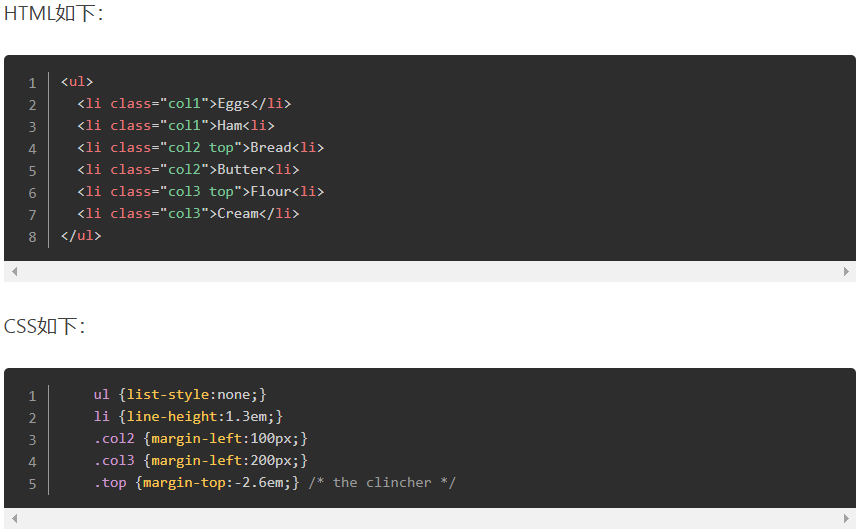 HTML如下：
1 <ul>
2   <li class="col1">Eggs</li>
3   <li class="col1">Ham<li>
4   <li class="col2 top">Bread<li>
5   <li class="col2">Butter<li>
6   <li class="col3 top">Flour<li>
7   <li class="col3">Cream</li>
8 </ul>
CSS如下：
1     ul {list-style:none;}
2     li {line-height:1.3em;}
3     .col2 {margin-left:100px;}
4     .col3 {margin-left:200px;}
5     .top {margin-top:-2.6em;} /* the clincher */